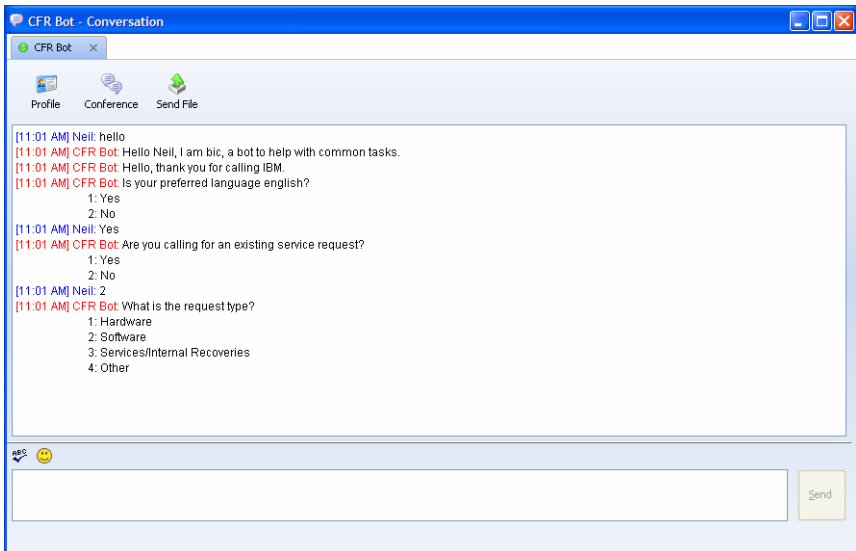 CFR Bot - Conversation
CFR Bot
Profile Conference Send File
[11:01 AM] Neil: hello
[11:01 AM] CFR Bot: Hello Neil, I am bic, a bot to help with common tasks.
[11:01 AM] CFR Bot: Hello, thank you for calling IBM.
[11:01 AM] CFR Bot: Is your preferred language english?
1: Yes
2: No
[11:01 AM] Neil: Yes
[11:01 AM] CFR Bot: Are you calling for an existing service request?
1: Yes
2: No
[11:01 AM] Neil: 2
[11:01 AM] CFR Bot: What is the request type?
1: Hardware
2: Software
3: Services/Internal Recoveries
4: Other
ABC
Send